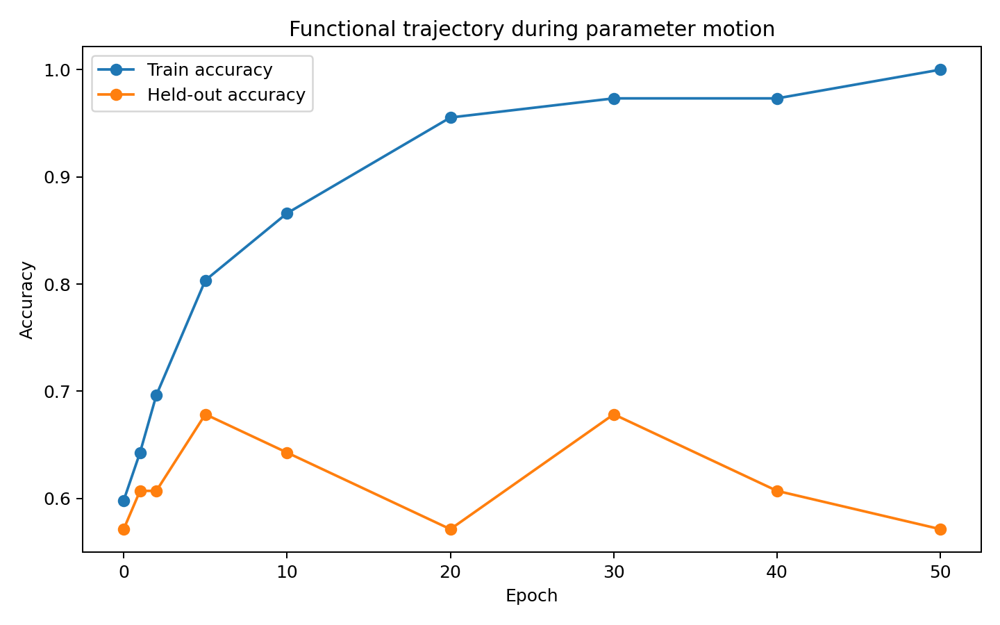 Functional trajectory during parameter motion
Train accuracy
Held-out accuracy
1.0
0.9
0.8
0.7
0.6
Accuracy
0 10 20 30 40 50
Epoch